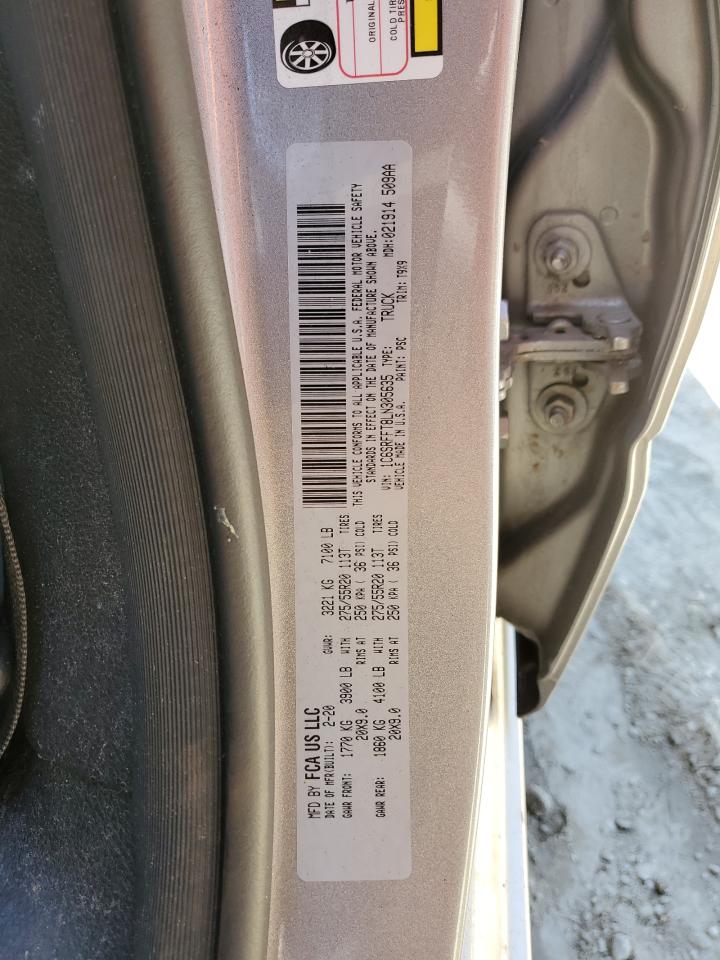 ORIGINAL
COLD TIRE
PRES
MFD BY FCA US LLC
DATE OF MFR(BUILT): 2-20 GVWR: 3221 KG 7100 LB
GAWR FRONT: 1770 KG 3900 LB WITH 275/55R20 113T TIRES
20X9.0 RIMS AT 250 KPA ( 36 PSI) COLD
GAWR REAR: 1860 KG 4100 LB WITH 275/55R20 113T TIRES
20X9.0 RIMS AT 250 KPA ( 36 PSI) COLD
THIS VEHICLE CONFORMS TO ALL APPLICABLE U.S.A. FEDERAL MOTOR VEHICLE SAFETY
STANDARDS IN EFFECT ON THE DATE OF MANUFACTURE SHOWN ABOVE.
VIN: 1C6SRFFT8LN305635 TYPE: TRUCK MDH:021914 509AA
VEHICLE MADE IN U.S.A. PAINT: PSC TRIM: T9X9